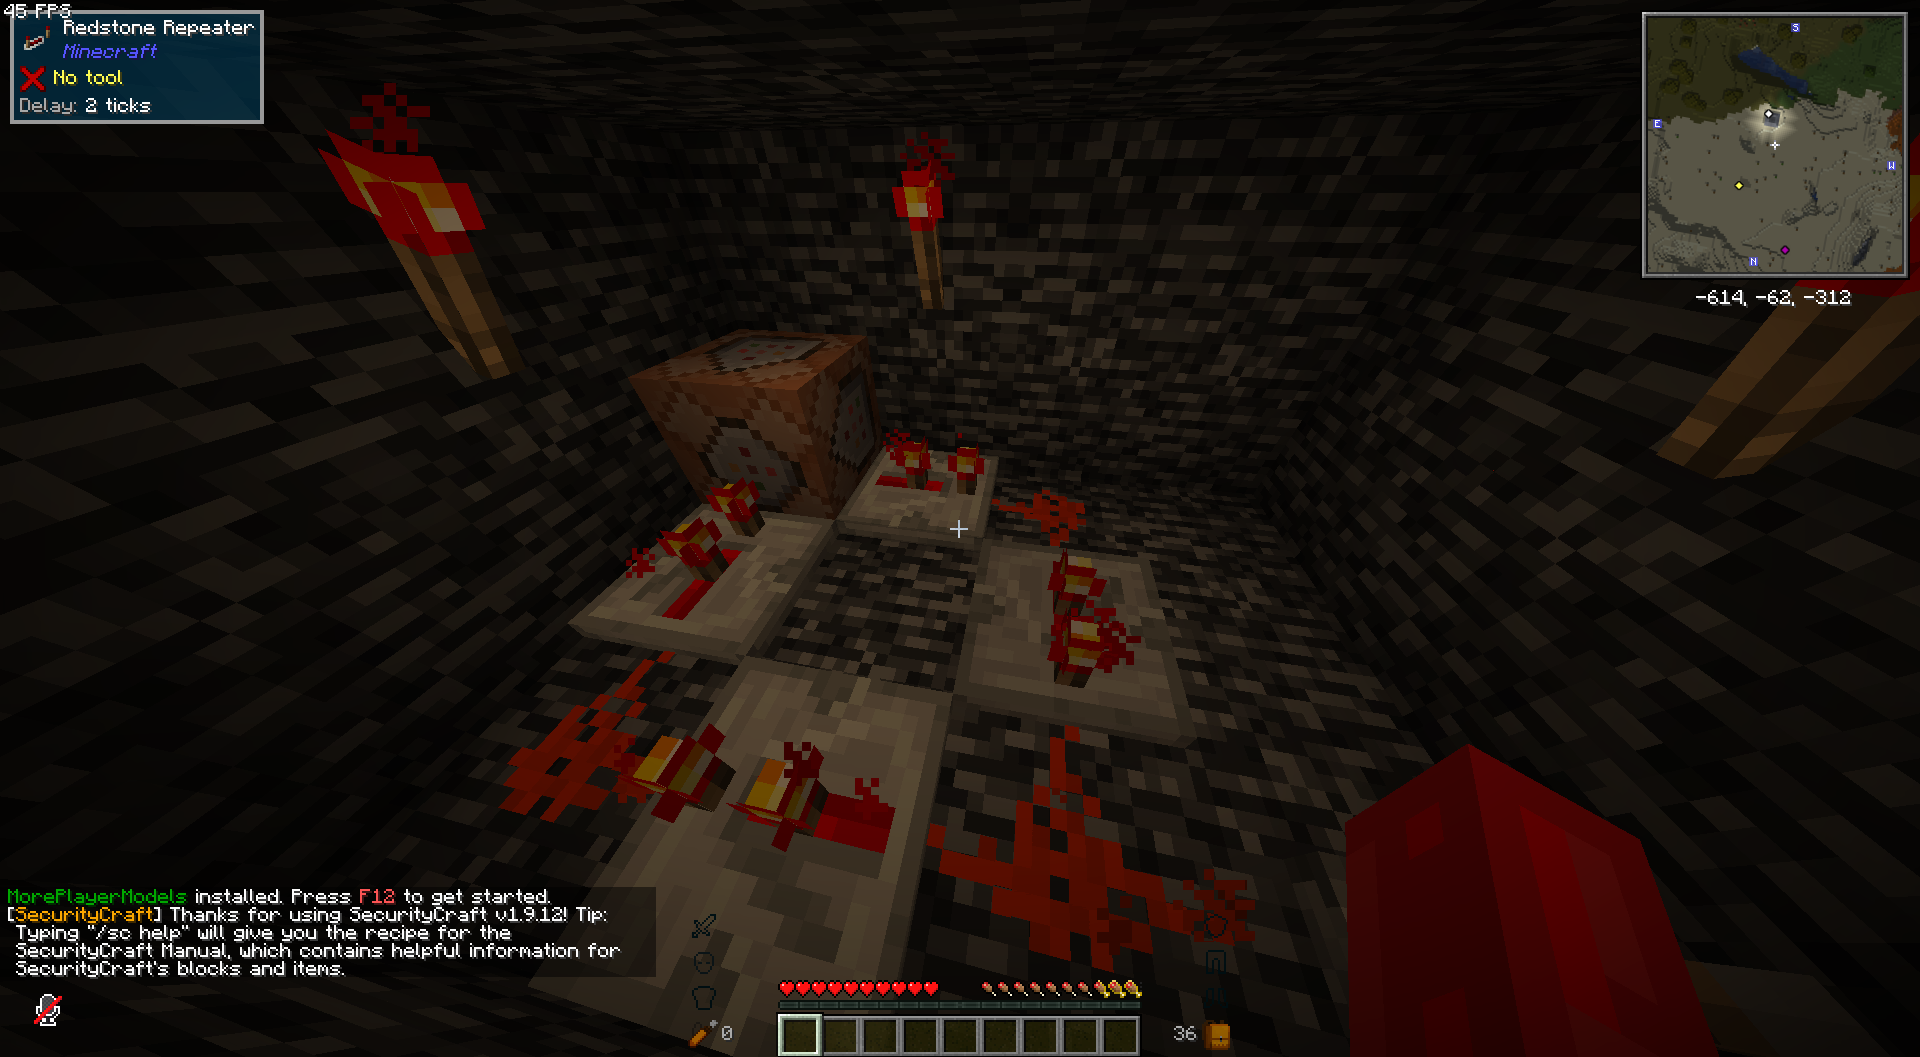 45 FPS
Redstone Repeater
Minecraft
No tool
Delay: 2 ticks
S
E
W
N
-614, -62, -312
MorePlayerModels installed. Press F12 to get started.
[SecurityCraft] Thanks for using SecurityCraft v1.9.12! Tip:
Typing "/sc help" will give you the recipe for the
SecurityCraft Manual, which contains helpful information for
SecurityCraft's blocks and items.
0
36